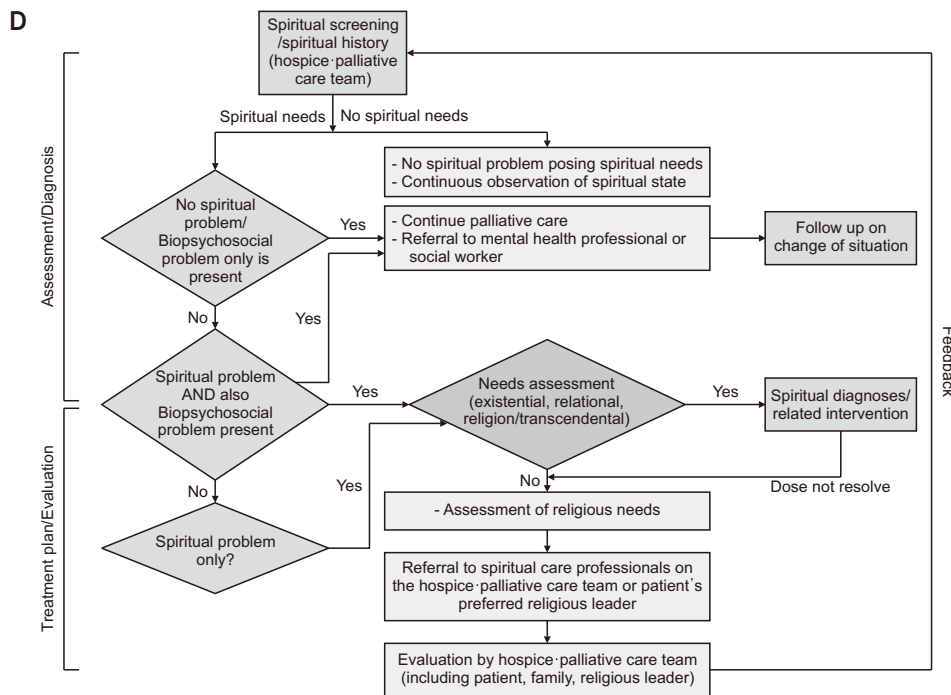 D
Spiritual screening
/spiritual history
(hospice·palliative
care team)
Spiritual needs
No spiritual needs
- No spiritual problem posing spiritual needs
- Continuous observation of spiritual state
No spiritual
problem/
Biopsychosocial
problem only is
present
Yes
- Continue palliative care
- Referral to mental health professional or
social worker
Follow up on
change of situation
Assessment/Diagnosis
No
Yes
Feedback
Spiritual problem
AND also
Biopsychosocial
problem present
Yes
Needs assessment
(existential, relational,
religion/transcendental)
Yes
Spiritual diagnoses/
related intervention
Treatment plan/Evaluation
No
Yes
No
Dose not resolve
- Assessment of religious needs
Spiritual problem
only?
Referral to spiritual care professionals on
the hospice·palliative care team or patient's
preferred religious leader
Evaluation by hospice·palliative care team
(including patient, family, religious leader)